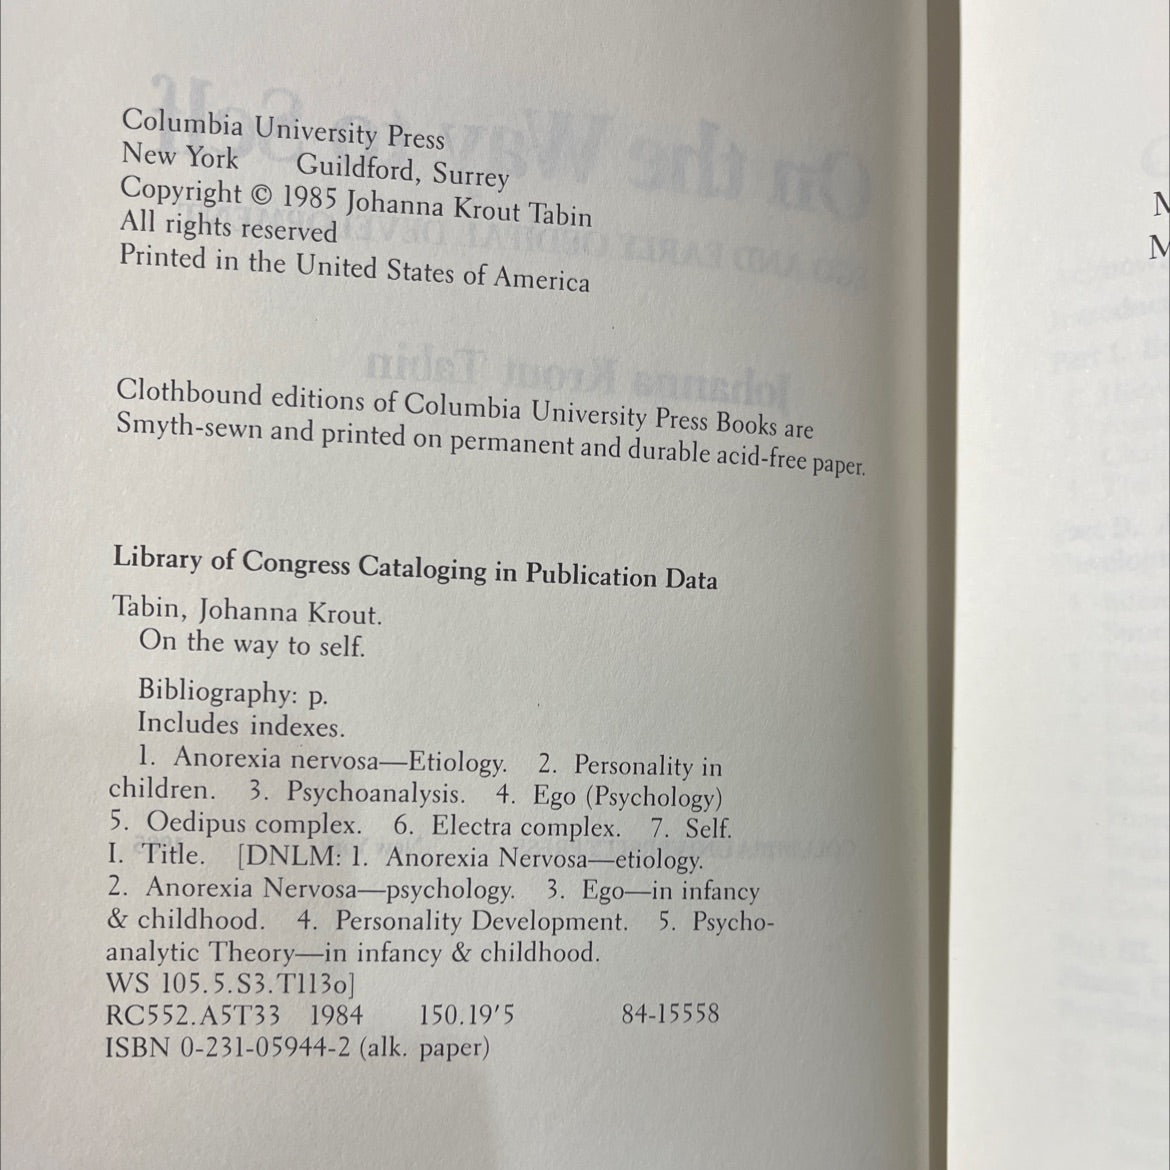 Columbia University Press
New York Guildford, Surrey
Copyright © 1985 Johanna Krout Tabin
All rights reserved
Printed in the United States of America
Clothbound editions of Columbia University Press Books are
Smyth-sewn and printed on permanent and durable acid-free paper.
Library of Congress Cataloging in Publication Data
Tabin, Johanna Krout.
On the way to self.
Bibliography: p.
Includes indexes.
1. Anorexia nervosa—Etiology. 2. Personality in
children. 3. Psychoanalysis. 4. Ego (Psychology)
5. Oedipus complex. 6. Electra complex. 7. Self.
I. Title. [DNLM: 1. Anorexia Nervosa—etiology.
2. Anorexia Nervosa—psychology. 3. Ego—in infancy
& childhood. 4. Personality Development. 5. Psycho-
analytic Theory—in infancy & childhood.
WS 105.5.S3.T113o]
RC552.A5T33 1984 150.19'5 84-15558
ISBN 0-231-05944-2 (alk. paper)